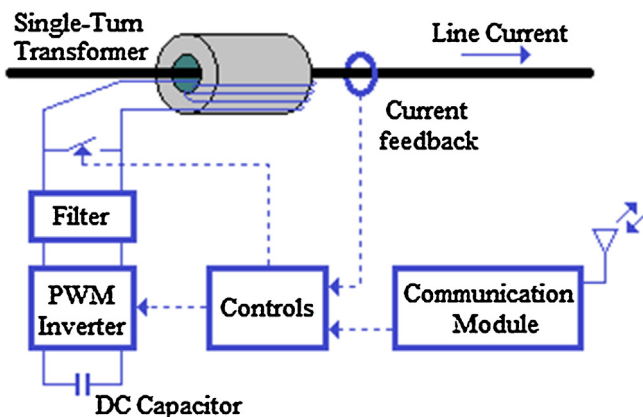 Single-Turn
Transformer
Line Current
Current
feedback
Filter
PWM
Inverter
Controls
Communication
Module
DC Capacitor